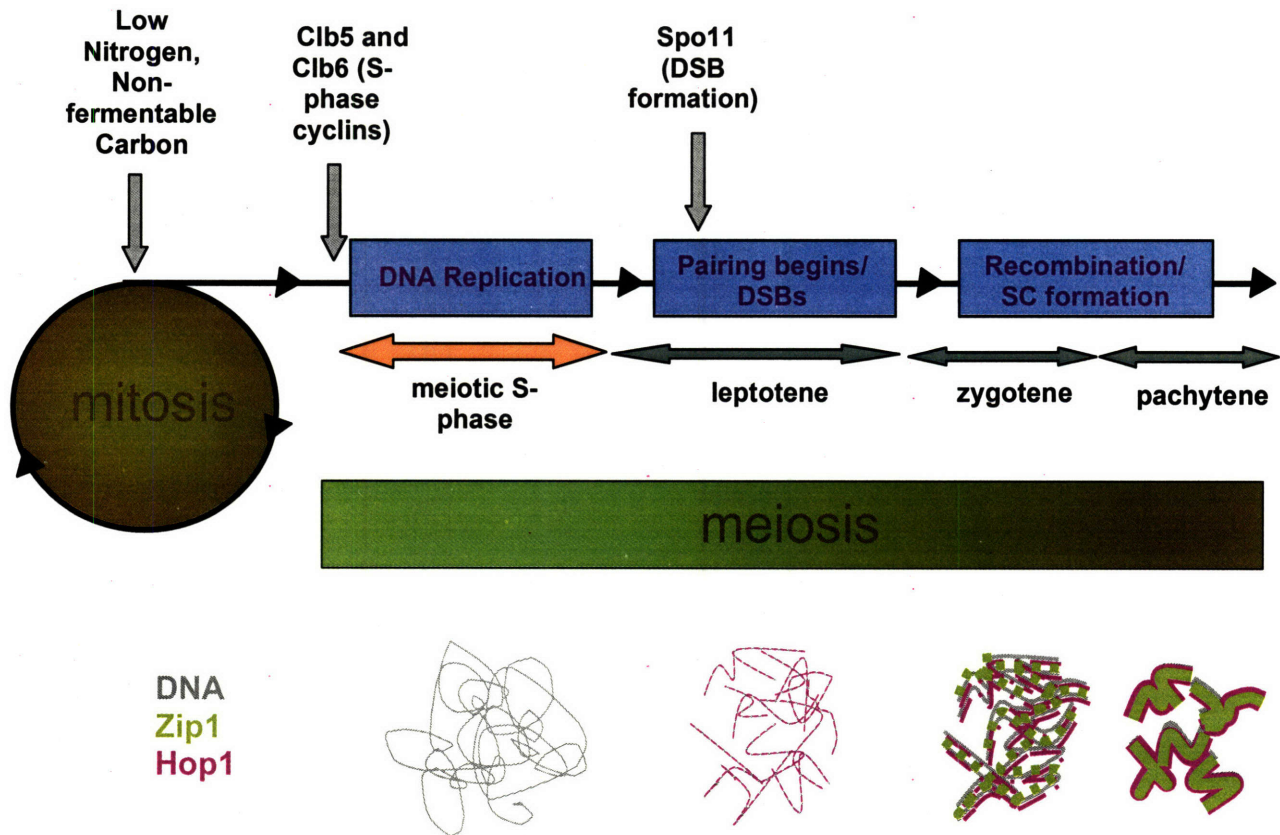 Low
Nitrogen,
Non-
fermentable
Carbon
Clb5 and
Clb6 (S-
phase
cyclins)
Spo11
(DSB
formation)
DNA Replication
Pairing begins/
DSBs
Recombination/
SC formation
mitosis
meiotic S-
phase
leptotene
zygotene
pachytene
meiosis
DNA
Zip1
Hop1